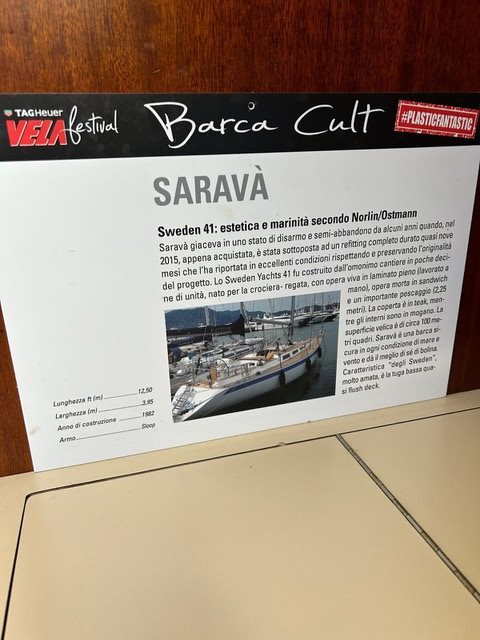 TAGHeuer
VELA festival
Barca Cult
#PLASTICFANTASTIC
SARAVÀ
Sweden 41: estetica e marinità secondo Norlin/Ostmann
Saravà giaceva in uno stato di disarmo e semi-abbandono da alcuni anni quando, nel
2015, appena acquistata, è stata sottoposta ad un refitting completo durato quasi nove
mesi che l'ha riportata in eccellenti condizioni rispettando e preservando l'originalità
del progetto. Lo Sweden Yachts 41 fu costruito dall'omonimo cantiere in poche deci-
ne di unità, nato per la crociera- regata, con opera viva in laminato pieno (lavorato a
mano), opera morta in sandwich
e un importante pescaggio (2,25
metri). La coperta è in teak, men-
tre gli interni sono in mogano. La
superficie velica è di circa 100 me-
tri quadri. Saravà è una barca si-
cura in ogni condizione di mare e
vento e dà il meglio di sé di bolina.
Caratteristica "degli Sweden",
molto amata, è la tuga bassa qua-
si flush deck.
Lunghezza ft (m)....................12,50
Larghezza (m)........................3,95
Anno di costruzione ............1982
Armo...................................Sloop